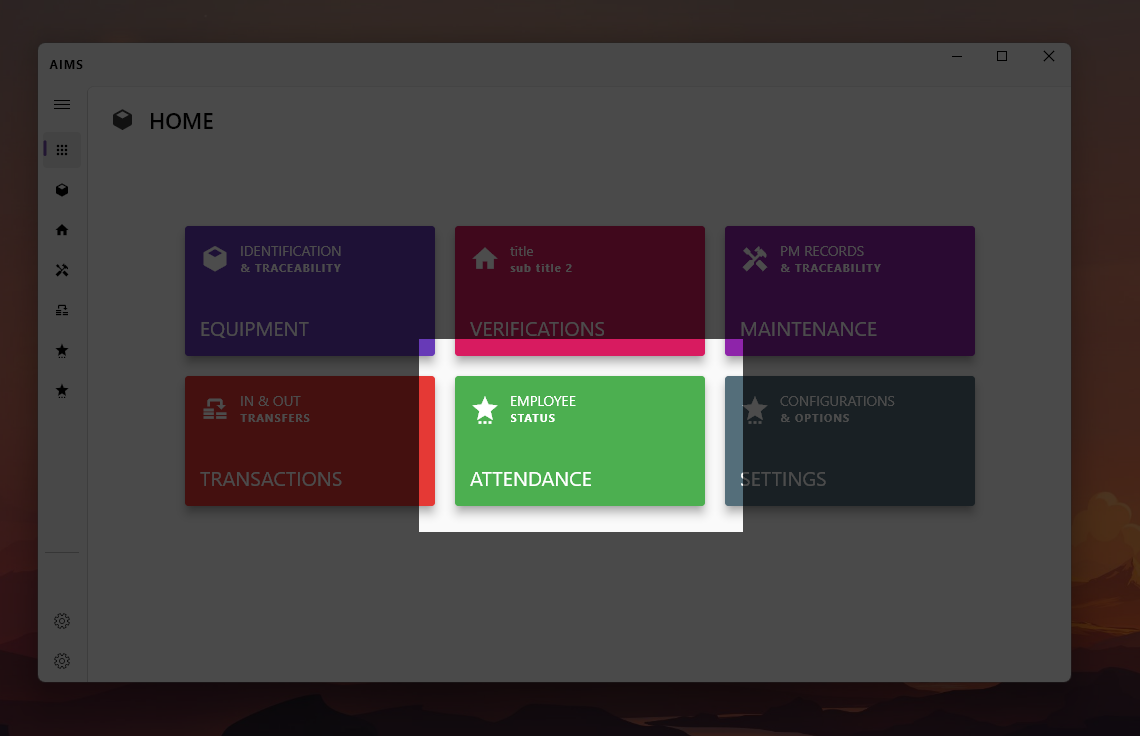 AIMS
HOME
IDENTIFICATION
& TRACEABILITY
EQUIPMENT
title
sub title 2
VERIFICATIONS
PM RECORDS
& TRACEABILITY
MAINTENANCE
IN & OUT
TRANSFERS
TRANSACTIONS
EMPLOYEE
STATUS
ATTENDANCE
CONFIGURATIONS
& OPTIONS
SETTINGS